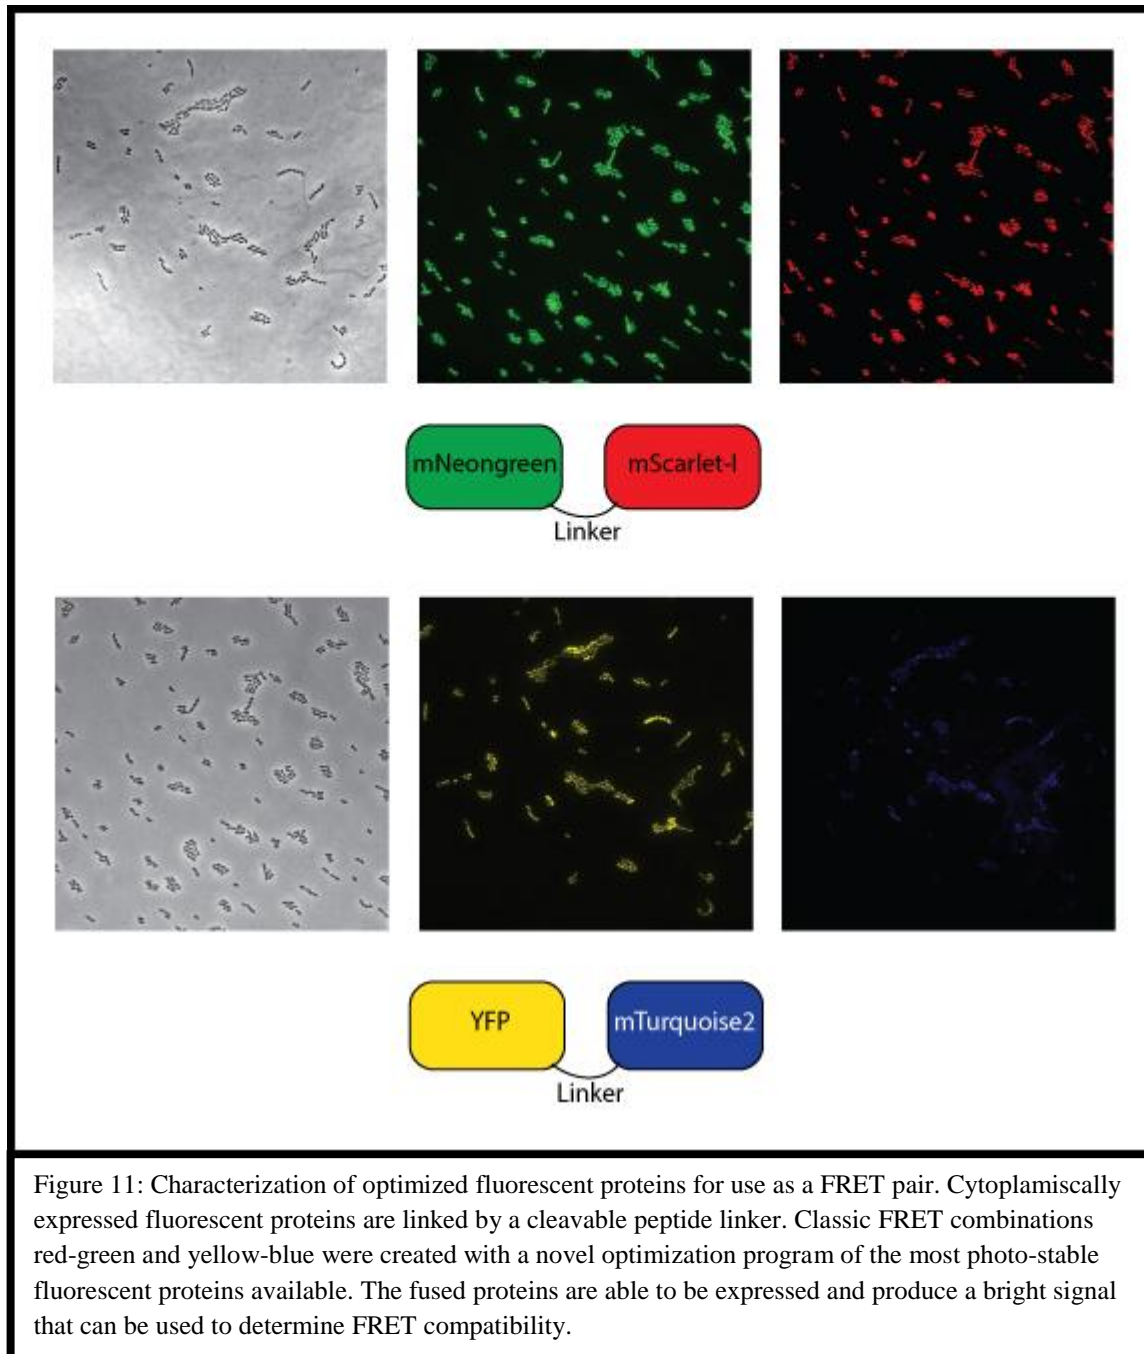 mNeongreen mScarlet-I
Linker
YFP mTurquoise2
Linker
Figure 11: Characterization of optimized fluorescent proteins for use as a FRET pair. Cytoplamiscally
expressed fluorescent proteins are linked by a cleavable peptide linker. Classic FRET combinations
red-green and yellow-blue were created with a novel optimization program of the most photo-stable
fluorescent proteins available. The fused proteins are able to be expressed and produce a bright signal
that can be used to determine FRET compatibility.